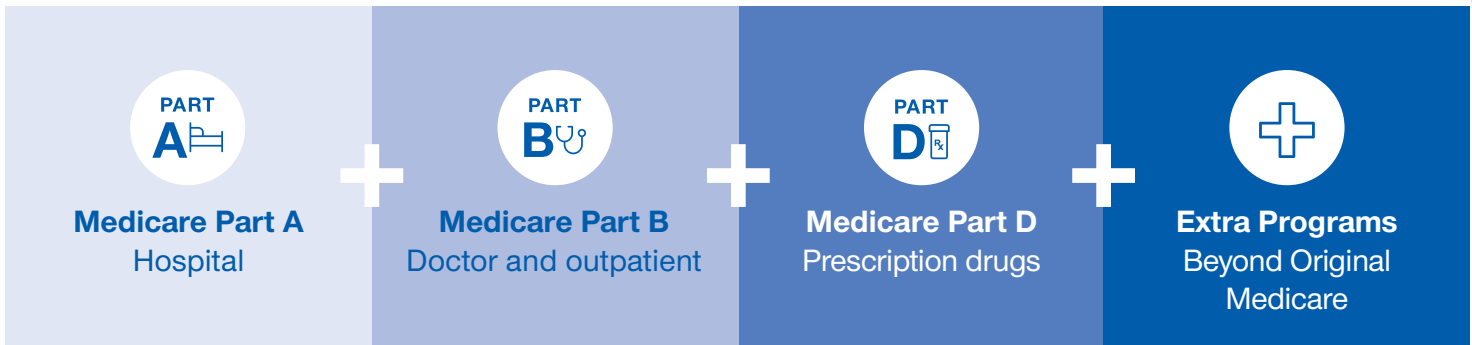 PART
A
Medicare Part A
Hospital
PART
B
Medicare Part B
Doctor and outpatient
PART
D
Rx
Medicare Part D
Prescription drugs
Extra Programs
Beyond Original
Medicare